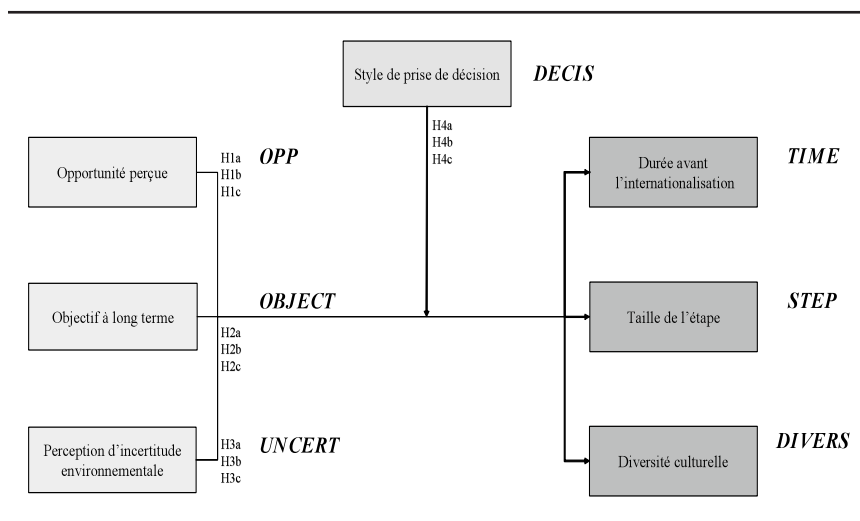 Style de prise de décision
DECIS
H4a
H4b
H4c
Opportunité perçue
H1a
H1b
H1c
OPP
Durée avant
l'internationalisation
TIME
Objectif à long terme
OBJECT
H2a
H2b
H2c
Taille de l'étape
STEP
Perception d'incertitude
environnementale
H3a
H3b
H3c
UNCERT
Diversité culturelle
DIVERS